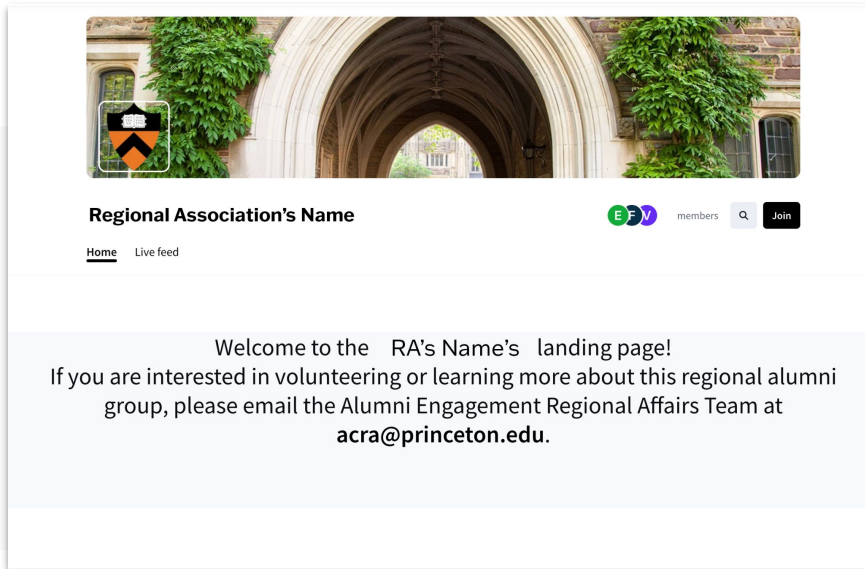 Regional Association's Name
E F V members Join
Home Live feed
Welcome to the RA's Name's landing page!
If you are interested in volunteering or learning more about this regional alumni
group, please email the Alumni Engagement Regional Affairs Team at
acra@princeton.edu.